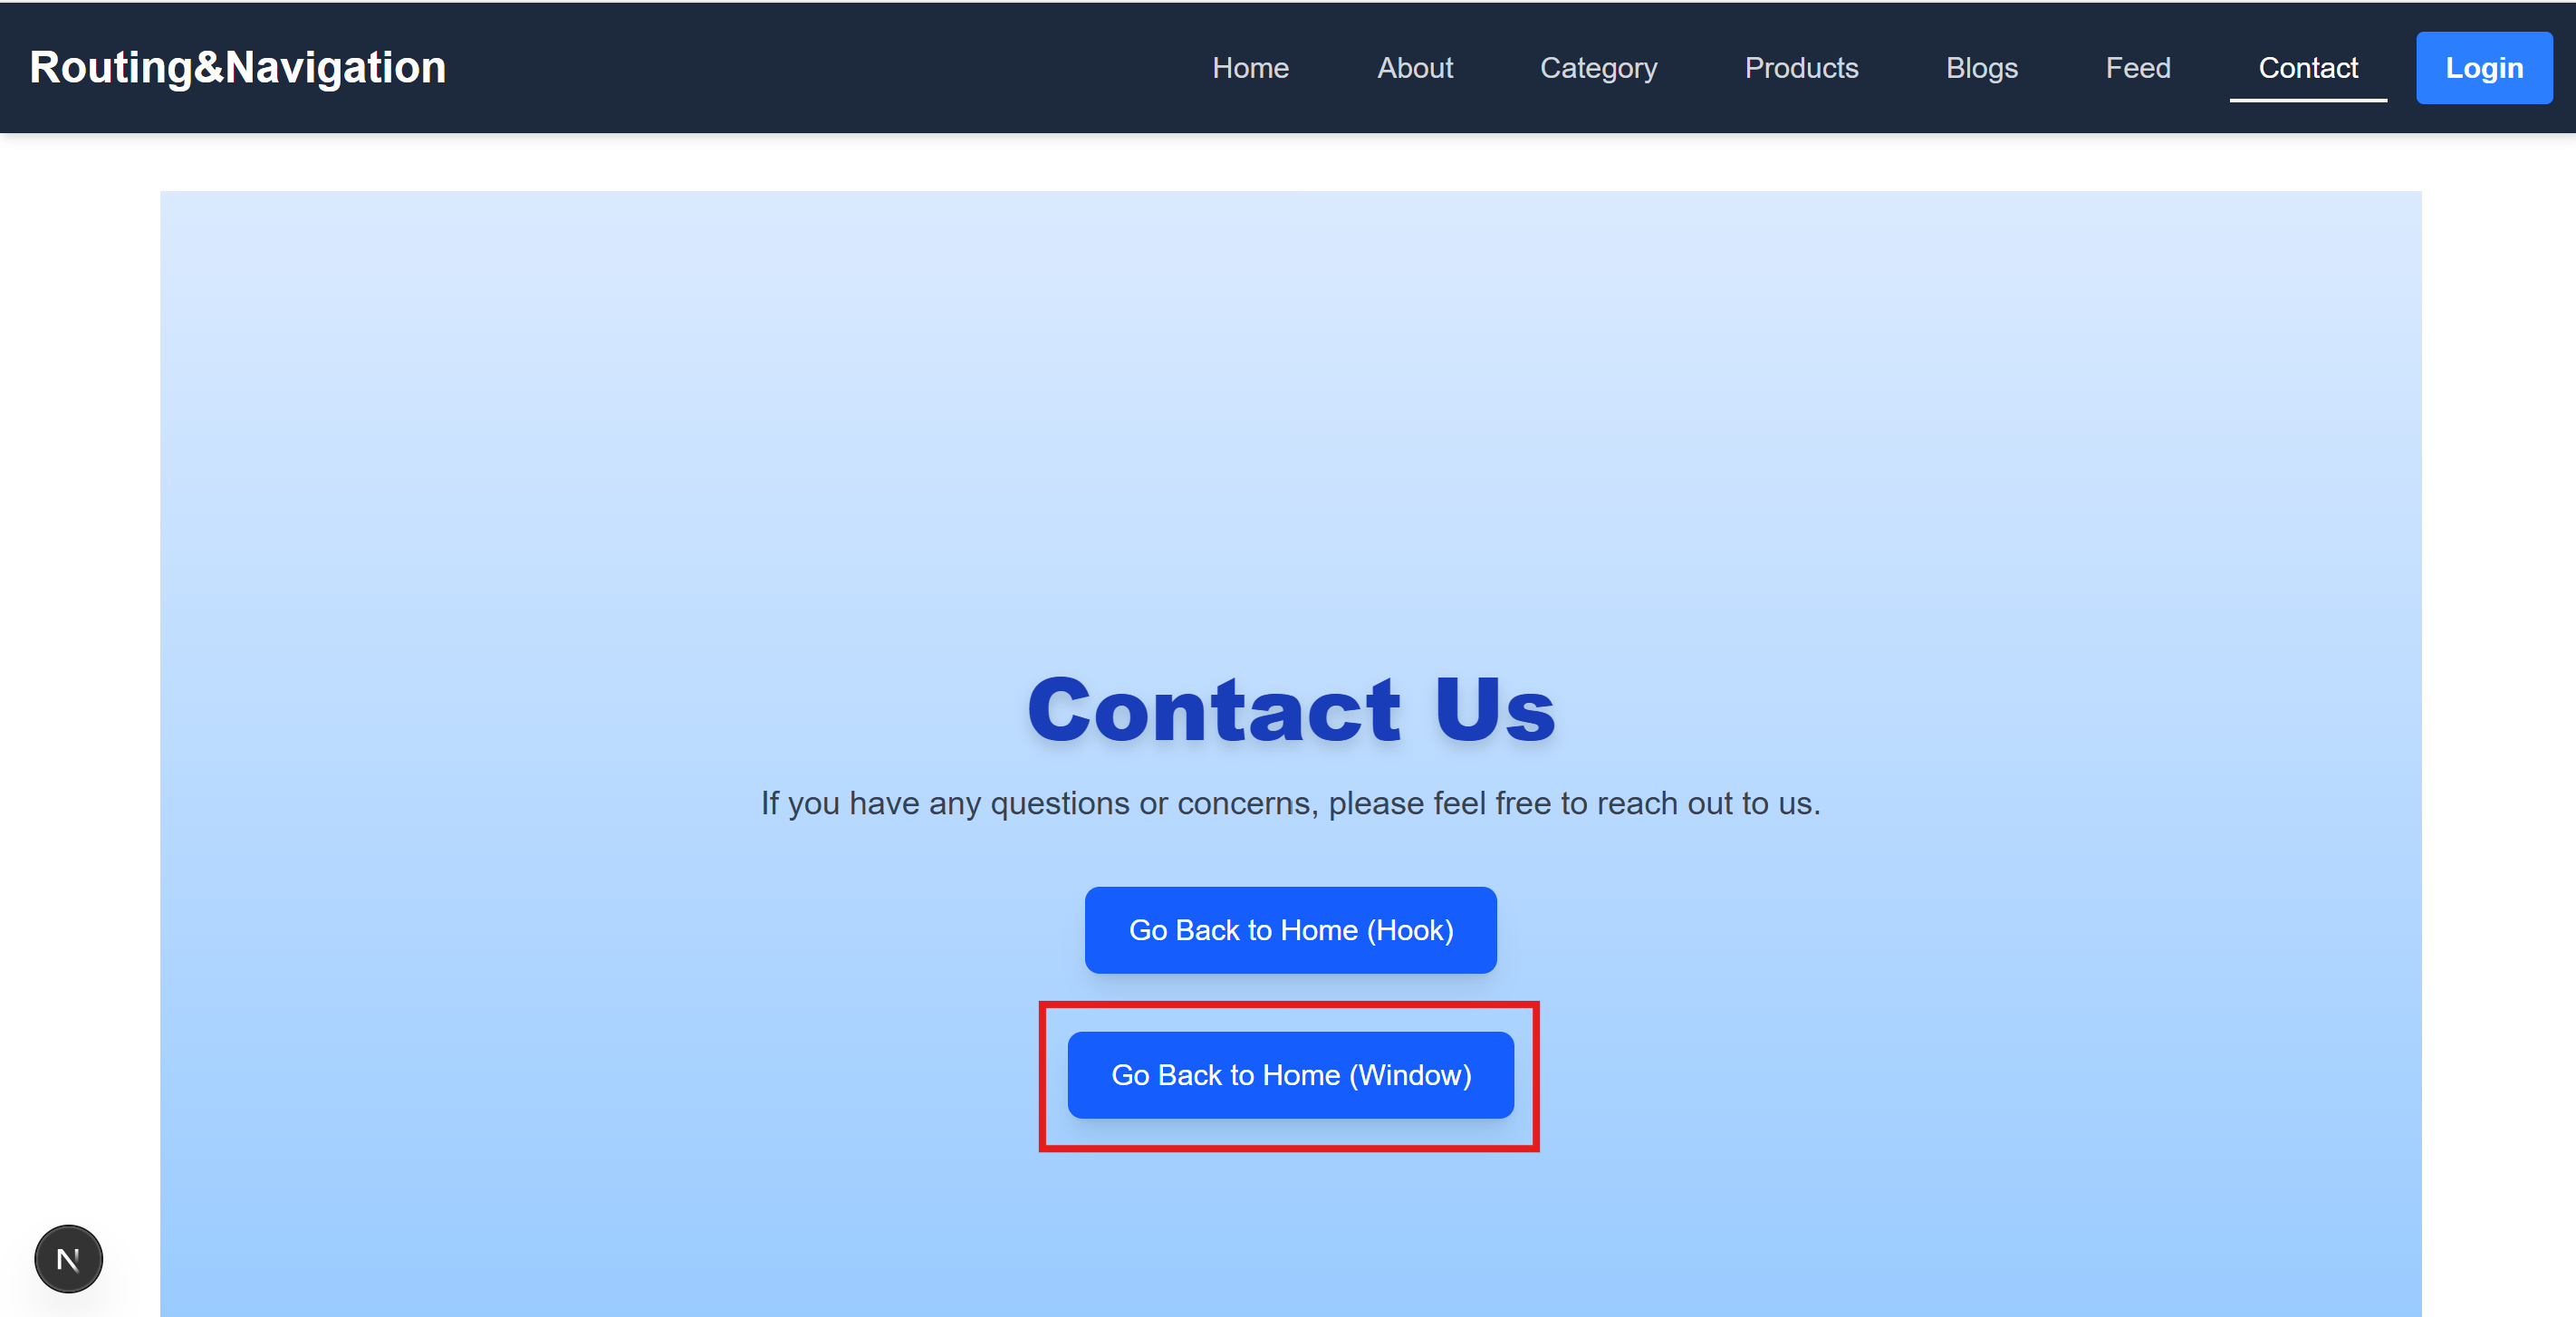 Routing&Navigation
Home About Category Products Blogs Feed Contact Login
Contact Us
If you have any questions or concerns, please feel free to reach out to us.
Go Back to Home (Hook)
Go Back to Home (Window)
N